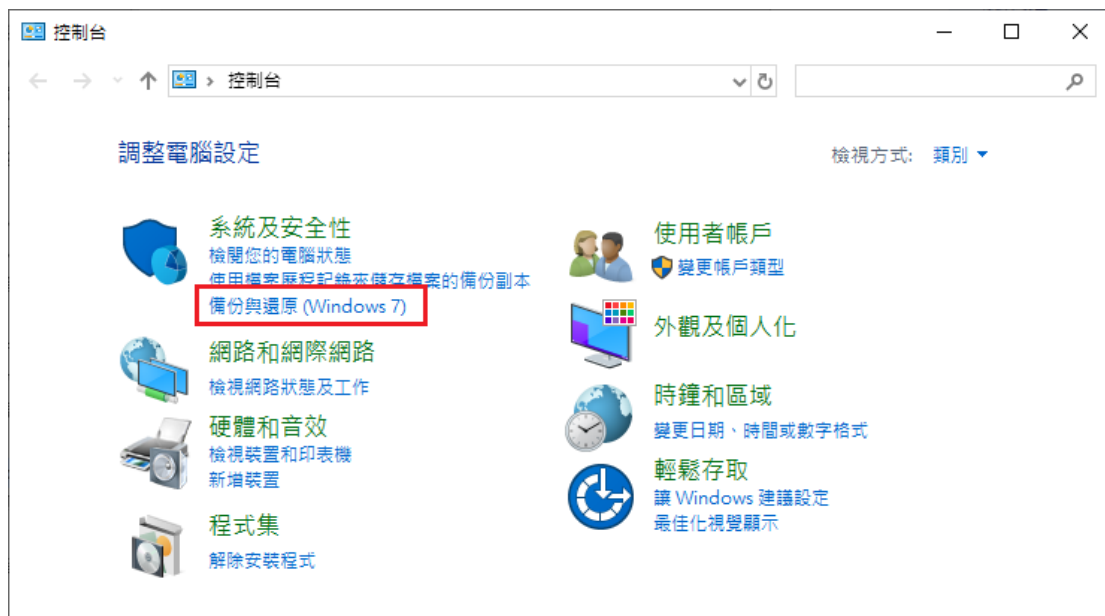 控制台
控制台
調整電腦設定
檢視方式: 類別
系統及安全性
檢閱您的電腦狀態
使用檔案歷程記錄來儲存檔案的備份副本
備份與還原 (Windows 7)
網路和網際網路
檢視網路狀態及工作
硬體和音效
檢視裝置和印表機
新增裝置
程式集
解除安裝程式
使用者帳戶
變更帳戶類型
外觀及個人化
時鐘和區域
變更日期、時間或數字格式
輕鬆存取
讓 Windows 建議設定
最佳化視覺顯示